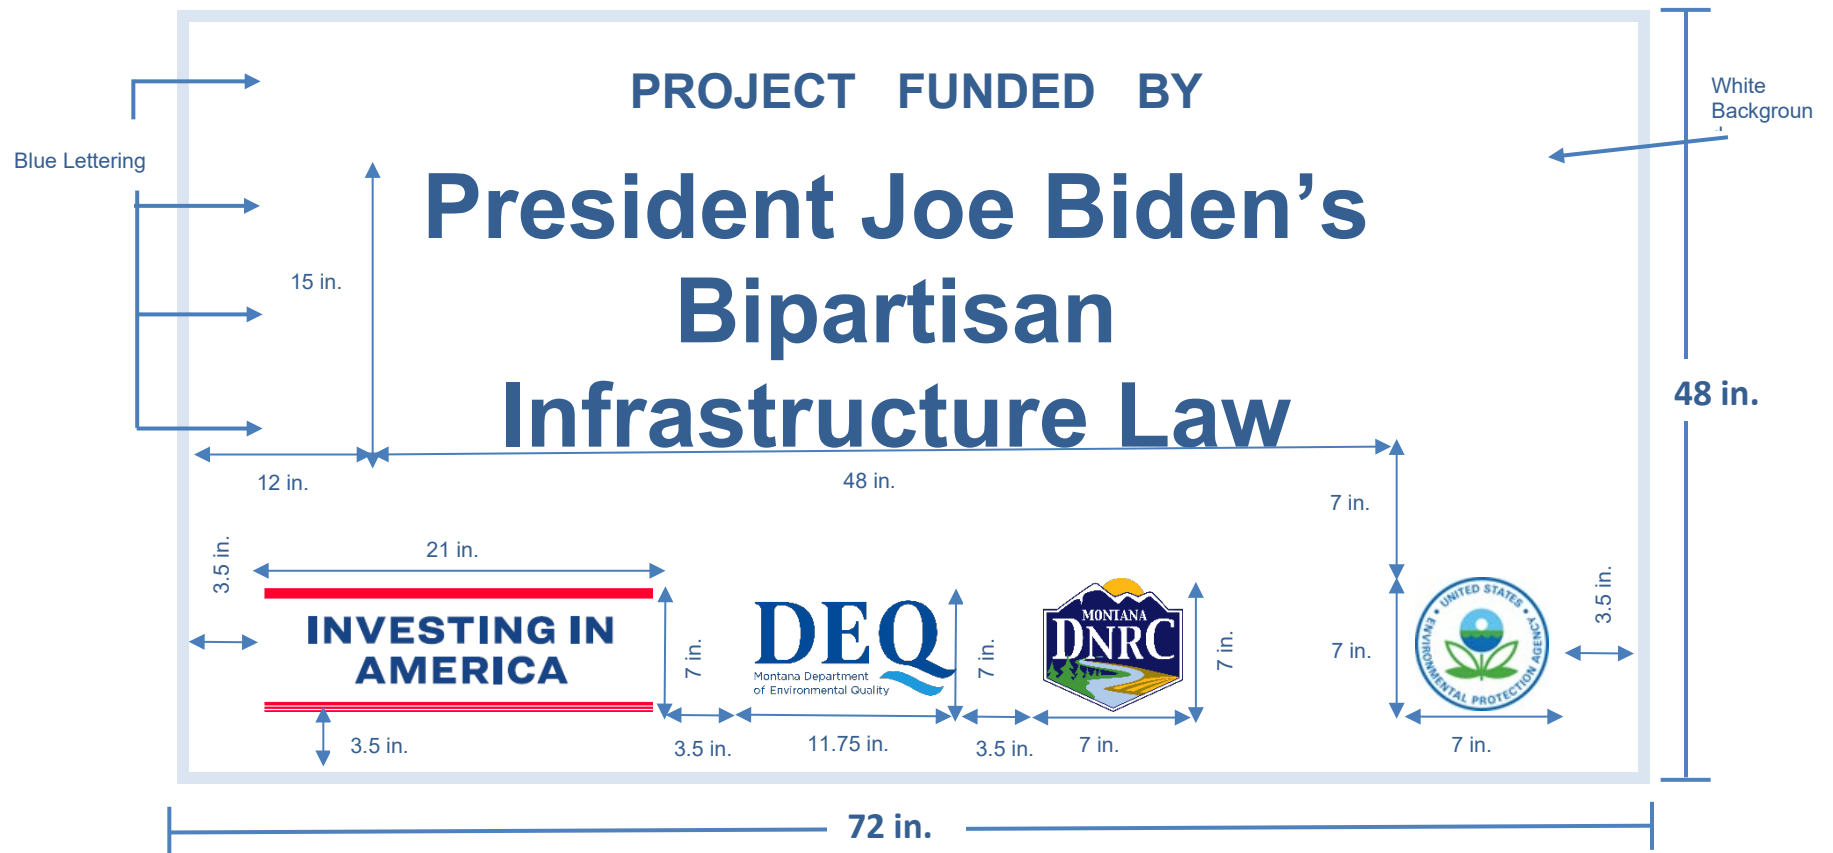 PROJECT FUNDED BY
White
Backgroun
Blue Lettering
President Joe Biden’s
15 in.
Bipartisan
48 in.
Infrastructure Law
12 in.
48 in.
7 in.
3.5 in.
21 in.
3.5 in.
INVESTING IN
AMERICA
7 in.
DEQ
Montana Department
of Environmental Quality
7 in.
MONTANA
DNRC
7 in.
7 in.
UNITED STATES
ENVIRONMENTAL PROTECTION AGENCY
3.5 in.
3.5 in.
11.75 in.
3.5 in.
7 in.
7 in.
72 in.